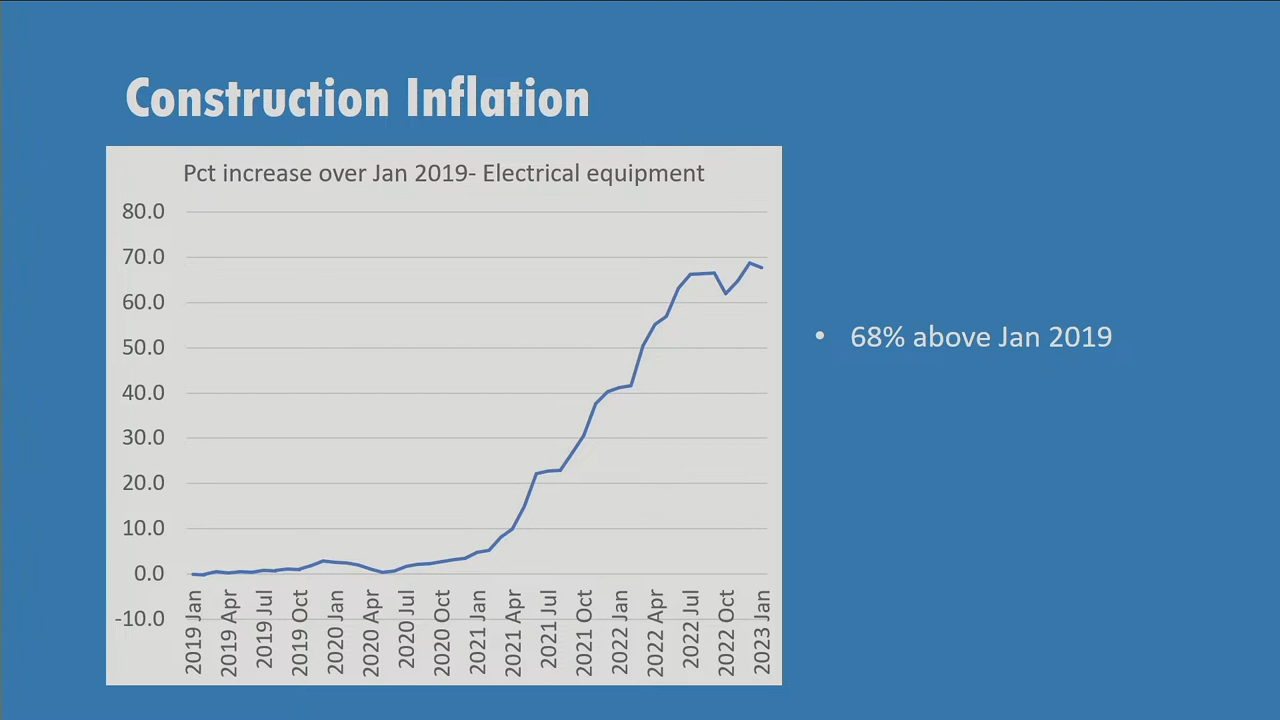 Construction Inflation
Pct increase over Jan 2019- Electrical equipment
80.0
70.0
60.0
50.0
40.0
30.0
20.0
10.0
0.0
-10.0
2019 Jan
2019 Apr
2019 Jul
2019 Oct
2020 Jan
2020 Apr
2020 Jul
2020 Oct
2021 Jan
2021 Apr
2021 Jul
2021 Oct
2022 Jan
2022 Apr
2022 Jul
2022 Oct
2023 Jan
• 68% above Jan 2019